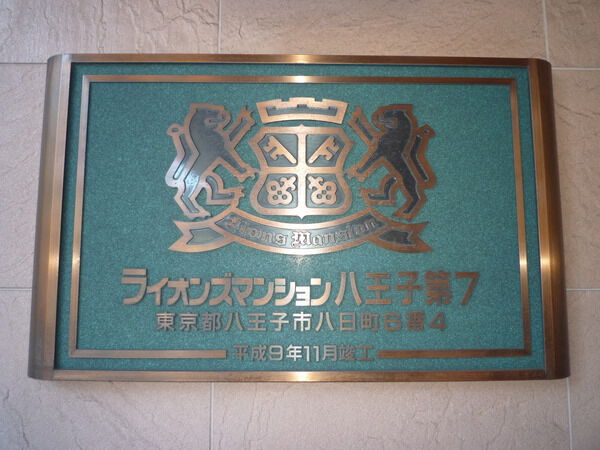 Lions Mansion
ライオンズマンション八王子第7
東京都八王子市八日町6番4
平成9年11月竣工